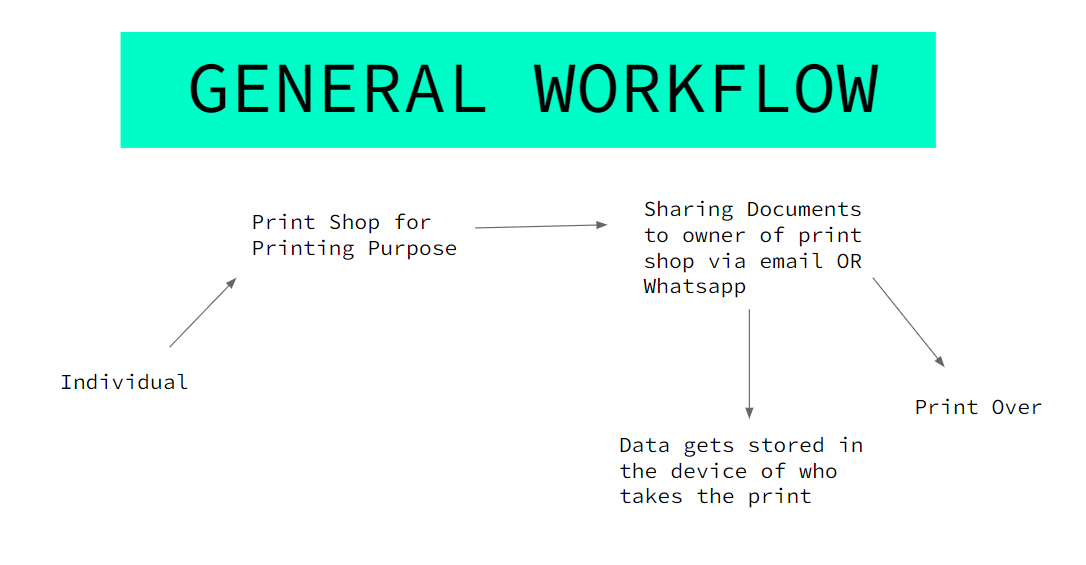 GENERAL WORKFLOW
Print Shop for
Printing Purpose
Sharing Documents
to owner of print
shop via email OR
Whatsapp
Individual
Print Over
Data gets stored in
the device of who
takes the print